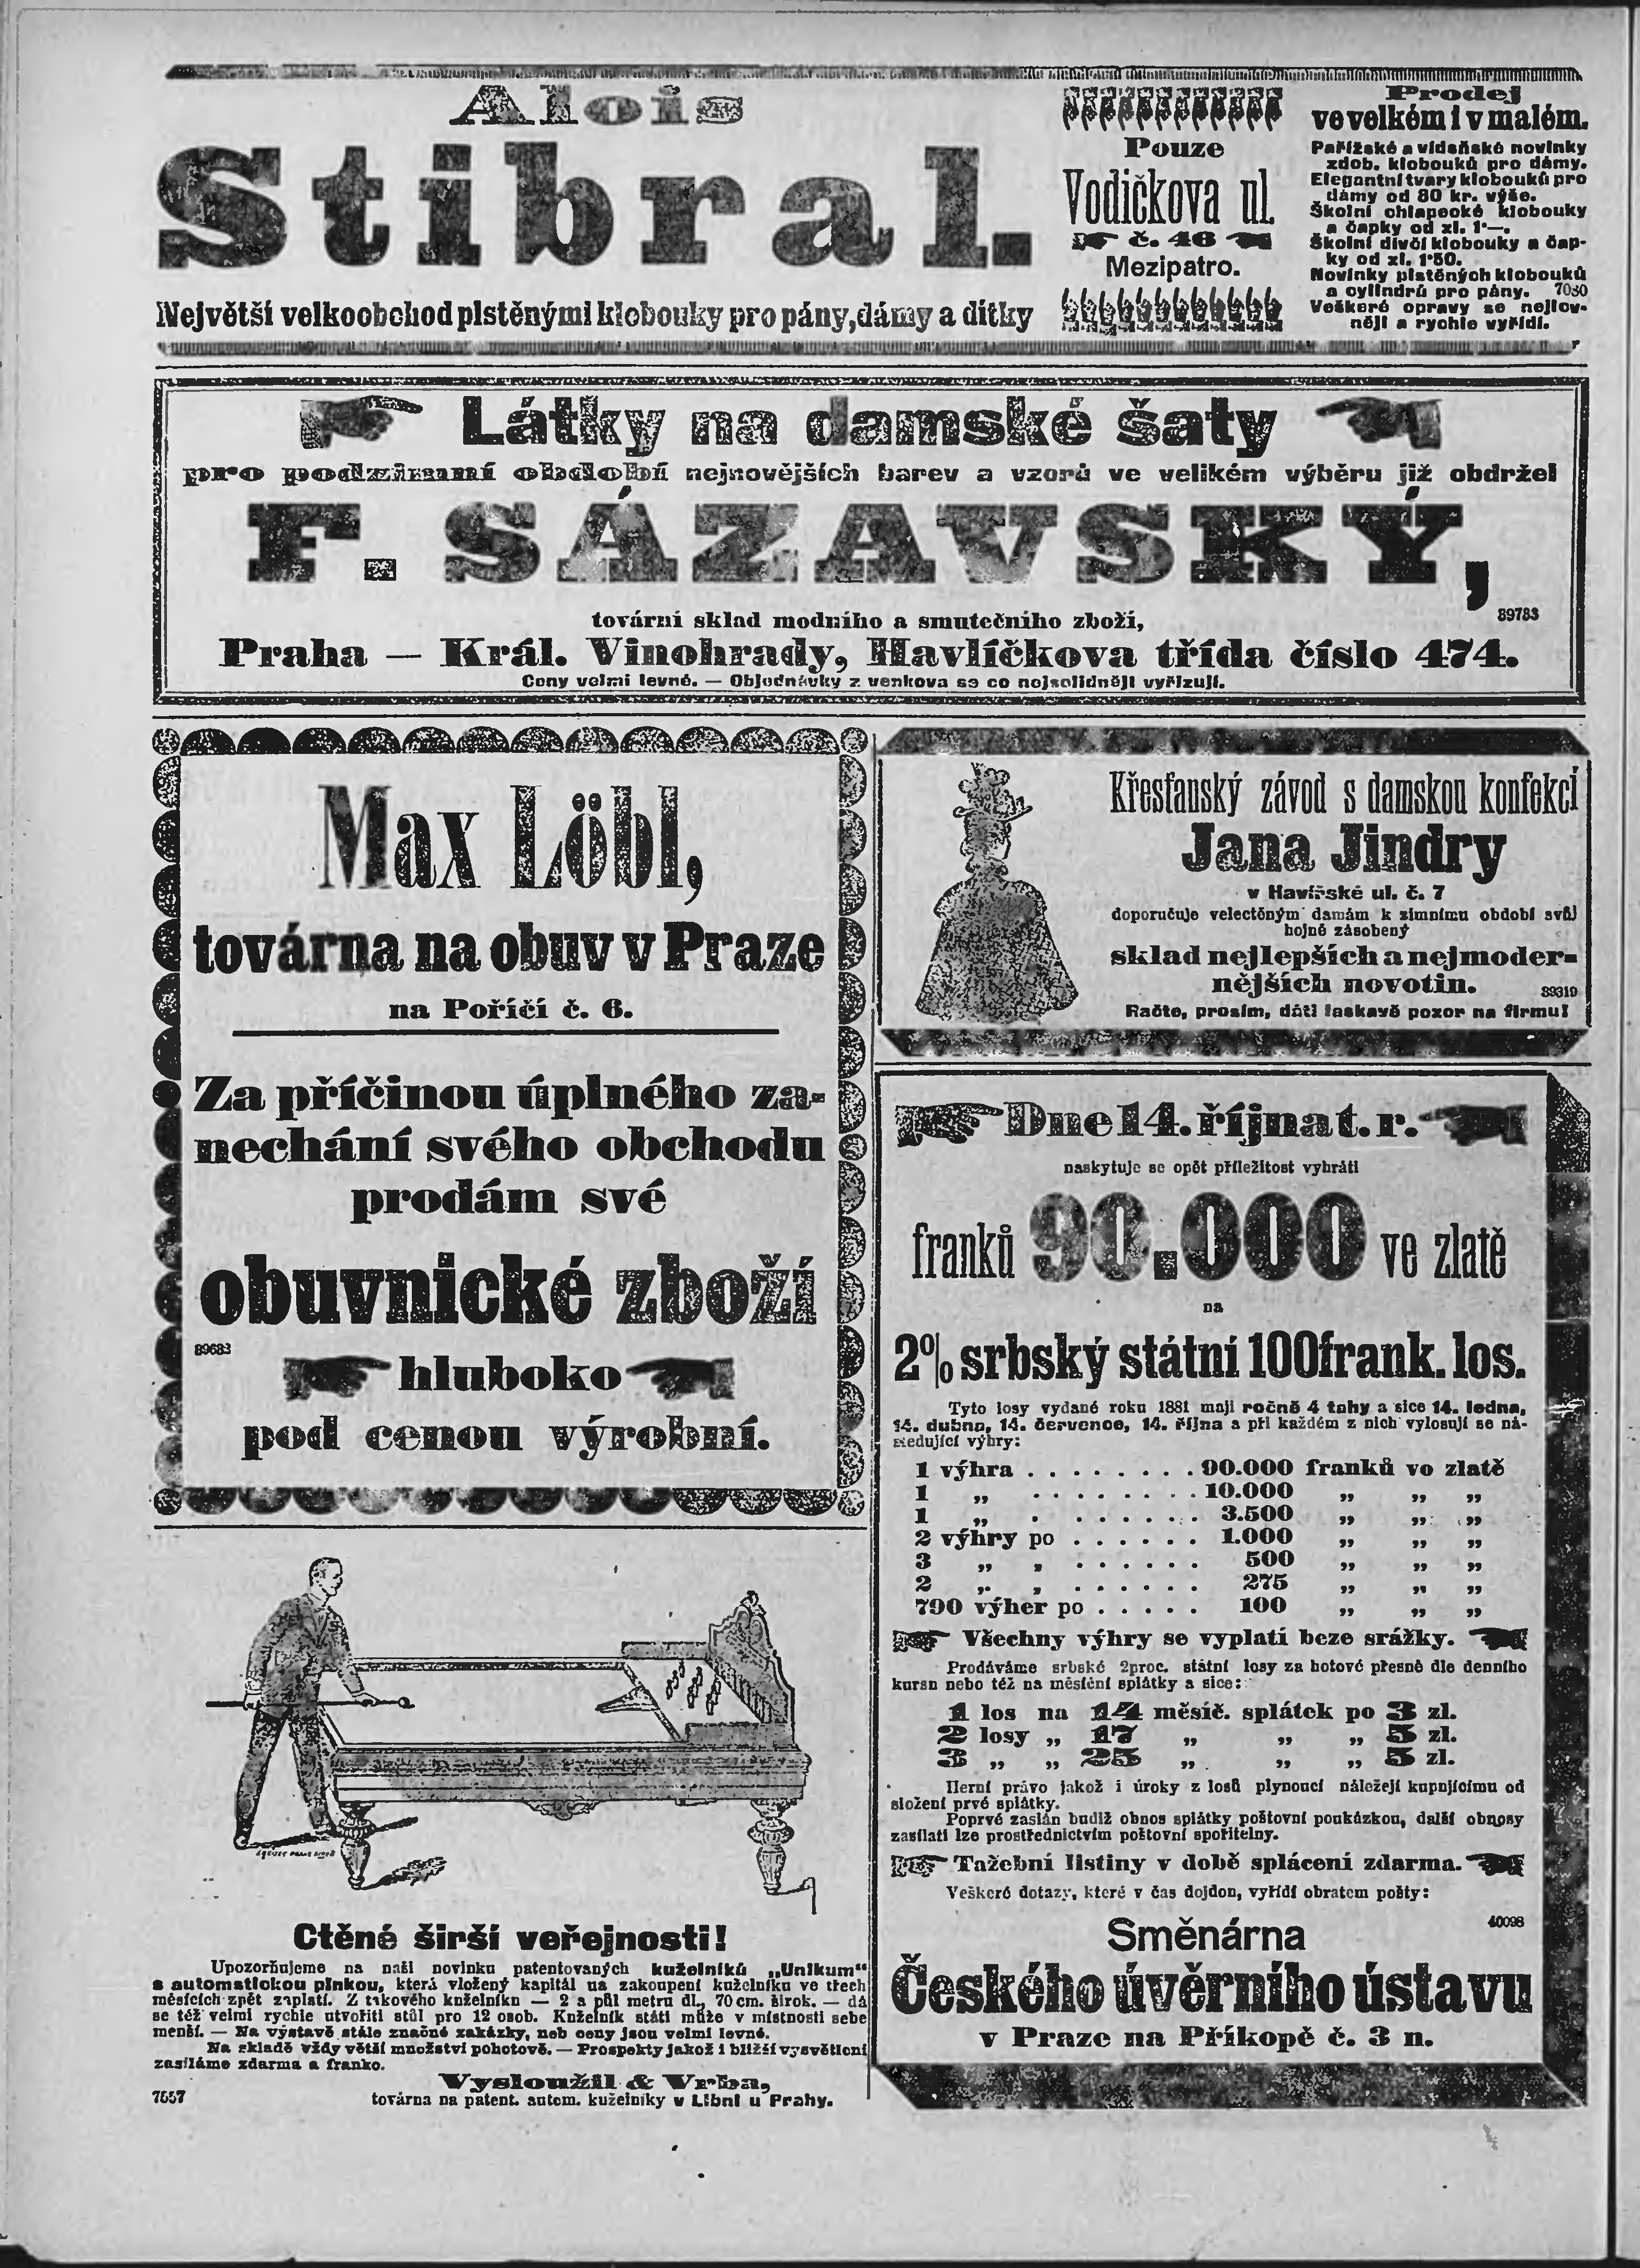 Alois
Stibral.
Největší velkoobchod plstěnými klobouky pro pány, dámy a dítky
Pouze
Vodičkova ul.
č. 46
Mezipatro.
Prodej
ve velkém i v malém.
Pařížské a vídeňské novinky
zdob. klobouků pro dámy.
Elegantní tvary klobouků pro
dámy od 80 kr. výše.
Školní chlapecké klobouky
a čapky od zl. 1·—.
Školní dívčí klobouky a čap-
ky od zl. 1·50.
Novinky plstěných klobouků
a cylindrů pro pány. 7030
Veškeré opravy se nejlev-
něji a rychle vyřídí.
Látky na damské šaty
pro podzimní období nejnovějších barev a vzorů ve velikém výběru již obdržel
F. SÁZAVSKÝ,
tovární sklad modního a smutečního zboží, 39783
Praha — Král. Vinohrady, Havlíčkova třída číslo 474.
Ceny velmi levné. — Objednávky z venkova se co nejsolidněji vyřizují.
Max Löbl,
továrna na obuv v Praze
na Poříčí č. 6.
Za příčinou úplného za-
nechání svého obchodu
prodám své
obuvnické zboží
39683
hluboko
pod cenou výrobní.
Křesťanský závod s damskou konfekcí
Jana Jindry
v Havířské ul. č. 7
doporučuje velectěným damám k zimnímu období svůj
hojně zásobený
sklad nejlepších a nejmoder-
nějších novotin. 39319
Račte, prosím, dáti laskavě pozor na firmu!
Dne 14. října t. r.
naskytuje se opět příležitost vyhráti
franků 90.000 ve zlatě
na
2% srbský státní 100frank. los.
Tyto losy vydané roku 1881 mají ročně 4 tahy a sice 14. ledna,
14. dubna, 14. července, 14. října a při každém z nich vylosují se ná-
sledující výhry:
1 výhra . . . . . . . . 90.000 franků ve zlatě
1 „ . . . . . . . . 10.000 „ „ „
1 „ . . . . . . . 3.500 „ „ „
2 výhry po . . . . . . 1.000 „ „ „
3 „ „ . . . . . . 500 „ „ „
2 „ „ . . . . . . 275 „ „ „
790 výher po . . . . . 100 „ „ „
Všechny výhry se vyplatí beze srážky.
Prodáváme srbské 2proc. státní losy za hotové přesně dle denního
kursu nebo též na měsíční splátky a sice:
1 los na 14 měsíč. splátek po 3 zl.
2 losy „ 17 „ „ „ 5 zl.
3 „ „ 25 „ „ „ 5 zl.
Herní právo jakož i úroky z losů plynoucí náležejí kupujícímu od
složení prvé splátky.
Poprvé zaslán budiž obnos splátky poštovní poukázkou, další obnosy
zasílati lze prostřednictvím poštovní spořitelny.
Tažební listiny v době splácení zdarma.
Veškeré dotazy, které v čas dojdou, vyřídí obratem pošty:
Směnárna 40098
Českého úvěrního ústavu
v Praze na Příkopě č. 3 n.
Ctěné širší veřejnosti!
Upozorňujeme na naši novinku patentovaných kuželníků „Unikum“
s automatickou pinkou, která vložený kapitál na zakoupení kuželníku ve třech
měsících zpět zaplatí. Z takového kuželníku — 2 a půl metru dl., 70 cm. širok. — dá
se též velmi rychle utvořiti stůl pro 12 osob. Kuželník státi může v místnosti sebe
menší. — Na výstavě stále značné zakázky, neb ceny jsou velmi levné.
Na skladě vždy větší množství pohotově. — Prospekty jakož i bližší vysvětlení
zasíláme zdarma a franko.
Vysloužil & Vrba,
7557 továrna na patent. autom. kuželníky v Libni u Prahy.